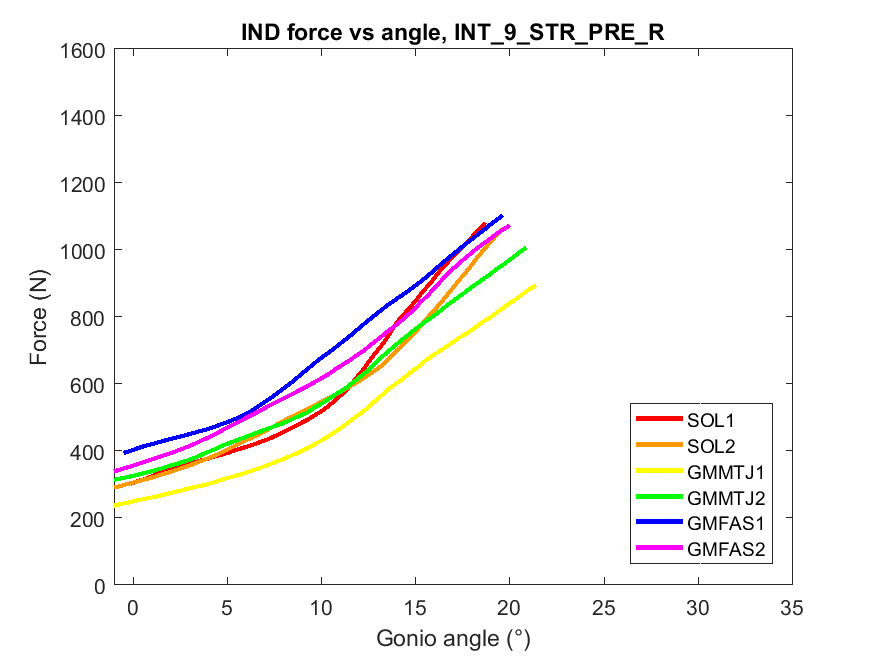 IND force vs angle, INT_9_STR_PRE_R
1600
1400
1200
1000
800
600
400
200
0
Force (N)
0 5 10 15 20 25 30 35
Gonio angle (°)
SOL1
SOL2
GMMTJ1
GMMTJ2
GMFAS1
GMFAS2